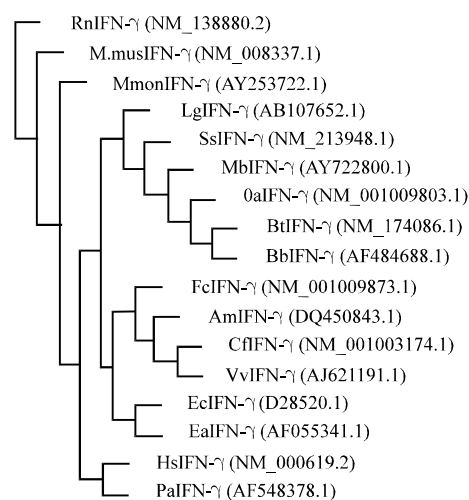 RnIFN-γ (NM_138880.2)
M.musIFN-γ (NM_008337.1)
MmonIFN-γ (AY253722.1)
LgIFN-γ (AB107652.1)
SsIFN-γ (NM_213948.1)
MbIFN-γ (AY722800.1)
0aIFN-γ (NM_001009803.1)
BtIFN-γ (NM_174086.1)
BbIFN-γ (AF484688.1)
FcIFN-γ (NM_001009873.1)
AmIFN-γ (DQ450843.1)
CfIFN-γ (NM_001003174.1)
VvIFN-γ (AJ621191.1)
EcIFN-γ (D28520.1)
EaIFN-γ (AF055341.1)
HsIFN-γ (NM_000619.2)
PaIFN-γ (AF548378.1)